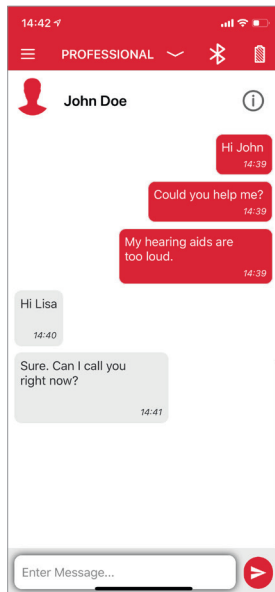 14:42
PROFESSIONAL
John Doe
Hi John
14:39
Could you help me?
14:39
My hearing aids are
too loud.
14:39
Hi Lisa
14:40
Sure. Can I call you
right now?
14:41
Enter Message...